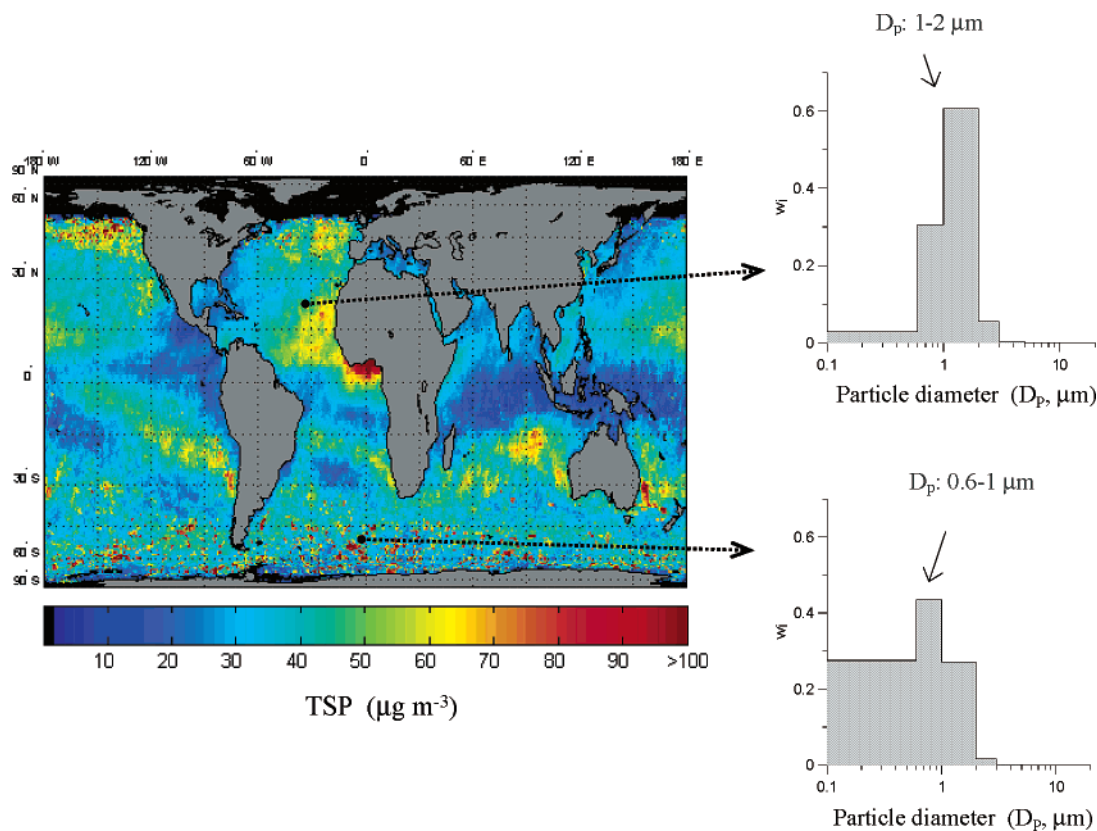 Dₚ: 1-2 μm
0.6
0.4
0.2
0
wᵢ
0.1
1
10
Particle diameter (D_P, μm)
180 W
120 W
60 W
0
60 E
120 E
180 E
90 N
60 N
30 N
0
30 S
60 S
90 S
10
20
30
40
50
60
70
80
90
>100
TSP (μg m⁻³)
Dₚ: 0.6-1 μm
0.6
0.4
0.2
0
wᵢ
0.1
1
10
Particle diameter (D_P, μm)